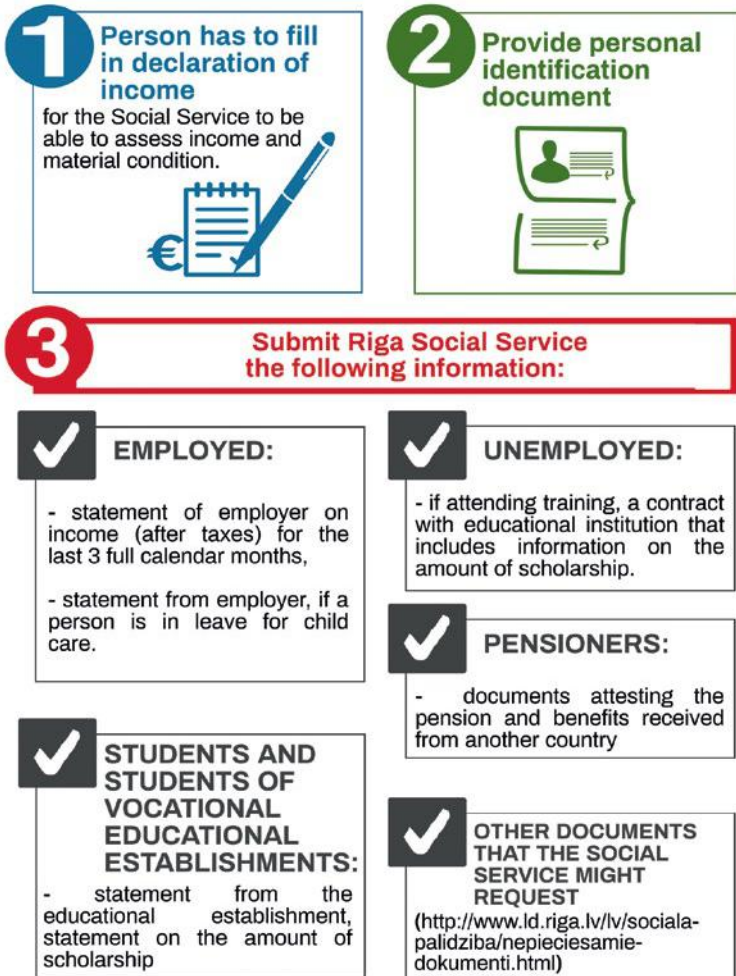 1
Person has to fill
in declaration of
income
for the Social Service to be
able to assess income and
material condition.
€
2
Provide personal
identification
document
3
Submit Riga Social Service
the following information:
EMPLOYED:
- statement of employer on
income (after taxes) for the
last 3 full calendar months,
- statement from employer, if a
person is in leave for child
care.
UNEMPLOYED:
- if attending training, a contract
with educational institution that
includes information on the
amount of scholarship.
PENSIONERS:
- documents attesting the
pension and benefits received
from another country
STUDENTS AND
STUDENTS OF
VOCATIONAL
EDUCATIONAL
ESTABLISHMENTS:
- statement from the
educational establishment,
statement on the amount of
scholarship
OTHER DOCUMENTS
THAT THE SOCIAL
SERVICE MIGHT
REQUEST
(http://www.ld.riga.lv/lv/sociala-
palidziba/nepieciesamie-
dokumenti.html)